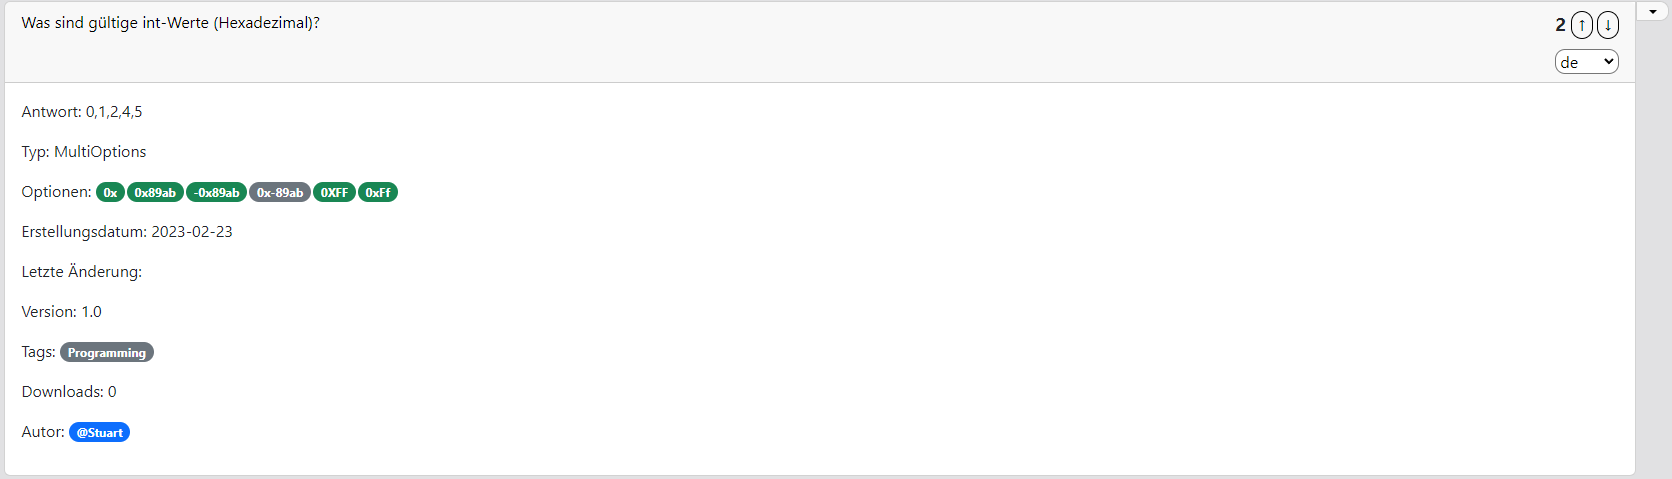 Was sind gültige int-Werte (Hexadezimal)?
2 ↑ ↓
de
Antwort: 0,1,2,4,5
Typ: MultiOptions
Optionen: 0x 0x89ab -0x89ab 0x-89ab 0XFF 0xFf
Erstellungsdatum: 2023-02-23
Letzte Änderung:
Version: 1.0
Tags: Programming
Downloads: 0
Autor: @Stuart